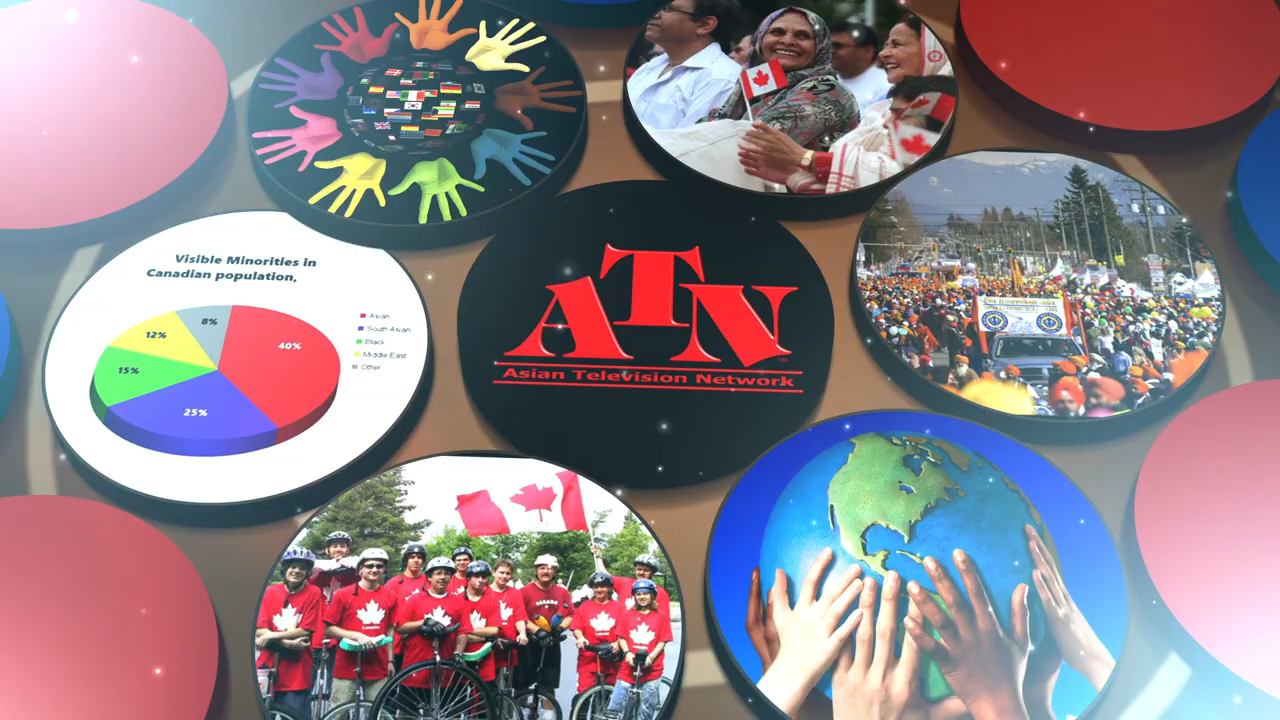 Visible Minorities in
Canadian population,
40%
25%
15%
12%
8%
Asian
South Asian
Black
Middle East
Other
ATN
Asian Television Network